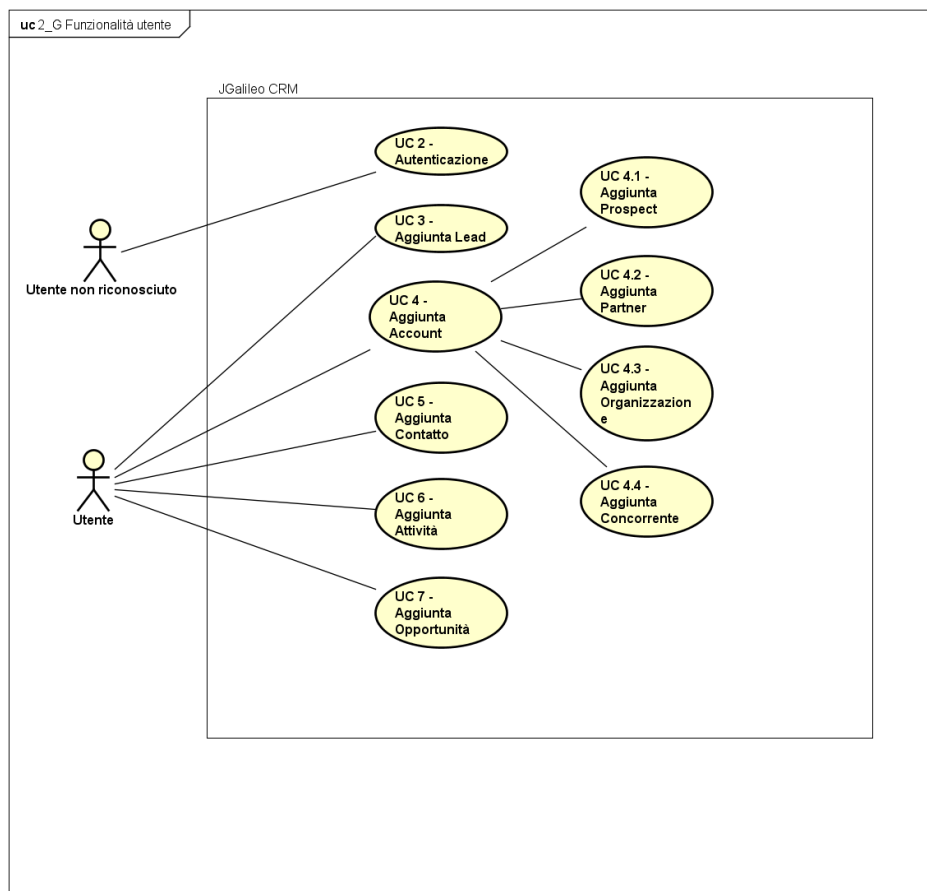 uc 2_G Funzionalità utente
JGalileo CRM
UC 2 -
Autenticazione
UC 3 -
Aggiunta Lead
UC 4 -
Aggiunta
Account
UC 5 -
Aggiunta
Contatto
UC 6 -
Aggiunta
Attività
UC 7 -
Aggiunta
Opportunità
UC 4.1 -
Aggiunta
Prospect
UC 4.2 -
Aggiunta
Partner
UC 4.3 -
Aggiunta
Organizzazion
e
UC 4.4 -
Aggiunta
Concorrente
Utente non riconosciuto
Utente